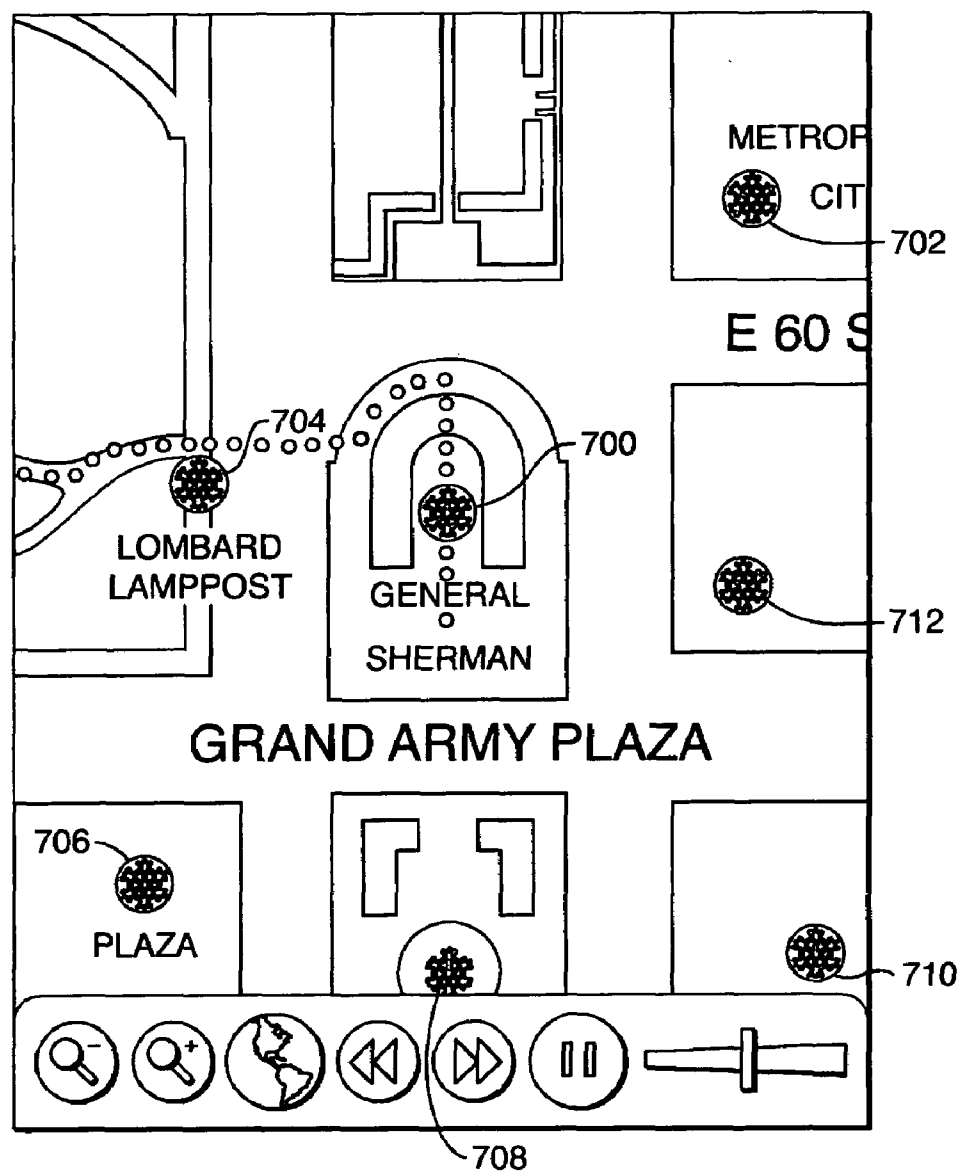 METROP
CIT
702
E 60 S
704
700
LOMBARD
LAMPPOST
GENERAL
SHERMAN
712
GRAND ARMY PLAZA
706
PLAZA
710
708